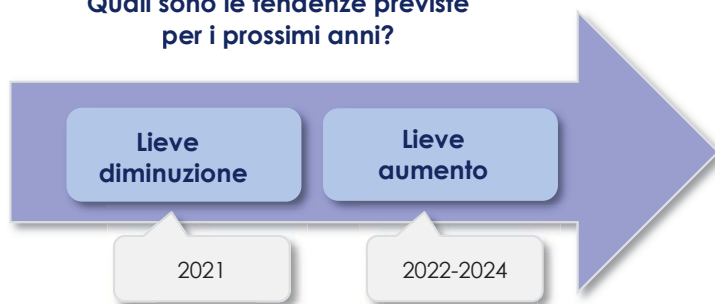 Quali sono le tendenze previste
per i prossimi anni?
Lieve
diminuzione
Lieve
aumento
2021
2022-2024